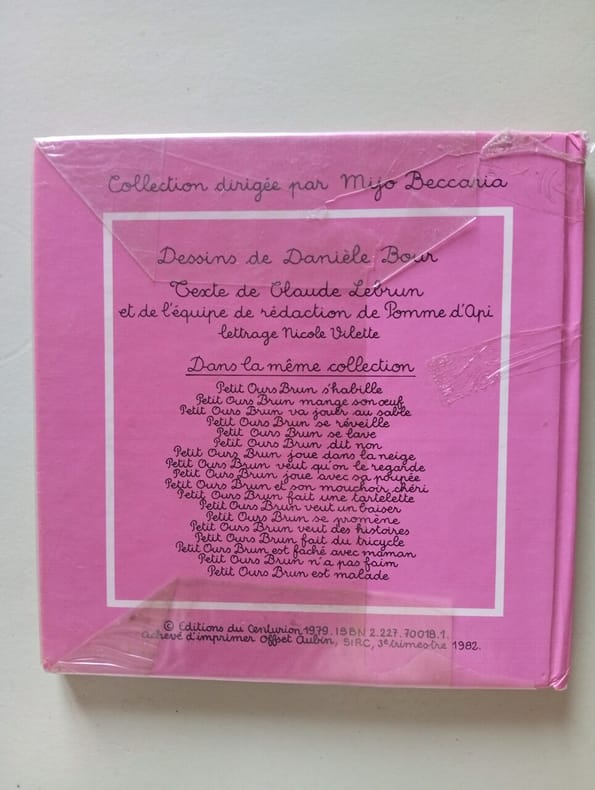 Collection dirigée par Mijo Beccaria
Dessins de Danièle Bour
Texte de Claude Lebrun
et de l'équipe de rédaction de Pomme d'Api
lettrage Nicole Vilette
Dans la même collection
Petit Ours Brun s'habille
Petit Ours Brun mange son œuf
Petit Ours Brun va jouer au sable
Petit Ours Brun se réveille
Petit Ours Brun se lave
Petit Ours Brun dit non
Petit Ours Brun joue dans la neige
Petit Ours Brun veut qu'on le regarde
Petit Ours Brun joue avec sa poupée
Petit Ours Brun et son mouchoir chéri
Petit Ours Brun fait une tartelette
Petit Ours Brun veut un baiser
Petit Ours Brun se promène
Petit Ours Brun veut des histoires
Petit Ours Brun fait du tricycle
Petit Ours Brun est fâché avec maman
Petit Ours Brun n'a pas faim
Petit Ours Brun est malade
© Editions du Centurion 1979. ISBN 2.227.70018.1.
Achevé d'imprimer Offset Aubin, SIRC, 3e trimestre 1982.